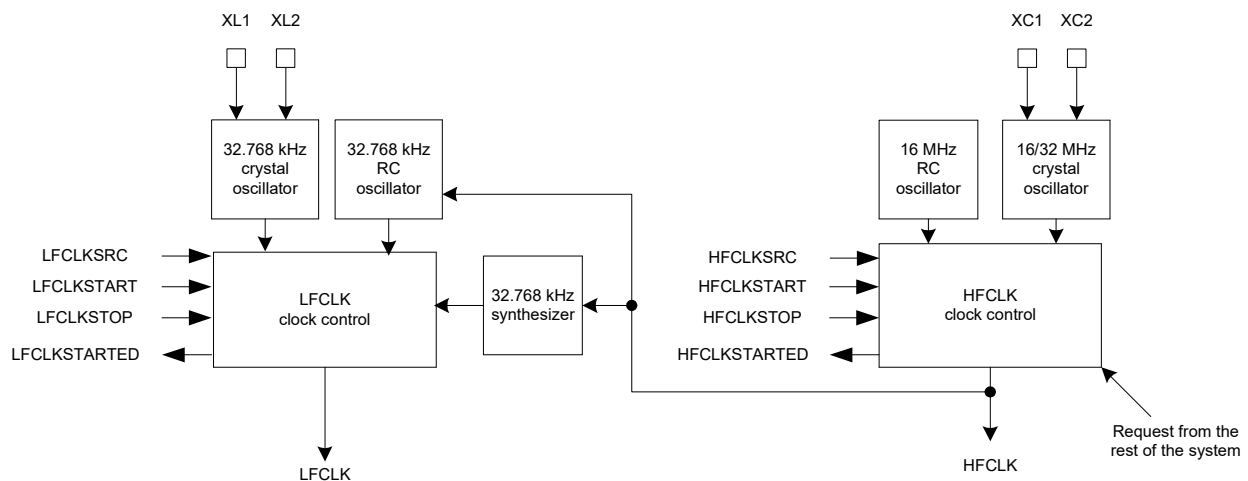 XL1 XL2 XC1 XC2
32.768 kHz
crystal
oscillator
32.768 kHz
RC
oscillator
16 MHz
RC
oscillator
16/32 MHz
crystal
oscillator
LFCLKSRC
LFCLKSTART
LFCLKSTOP
LFCLKSTARTED
LFCLK
clock control
32.768 kHz
synthesizer
HFCLKSRC
HFCLKSTART
HFCLKSTOP
HFCLKSTARTED
HFCLK
clock control
Request from the
rest of the system
LFCLK
HFCLK